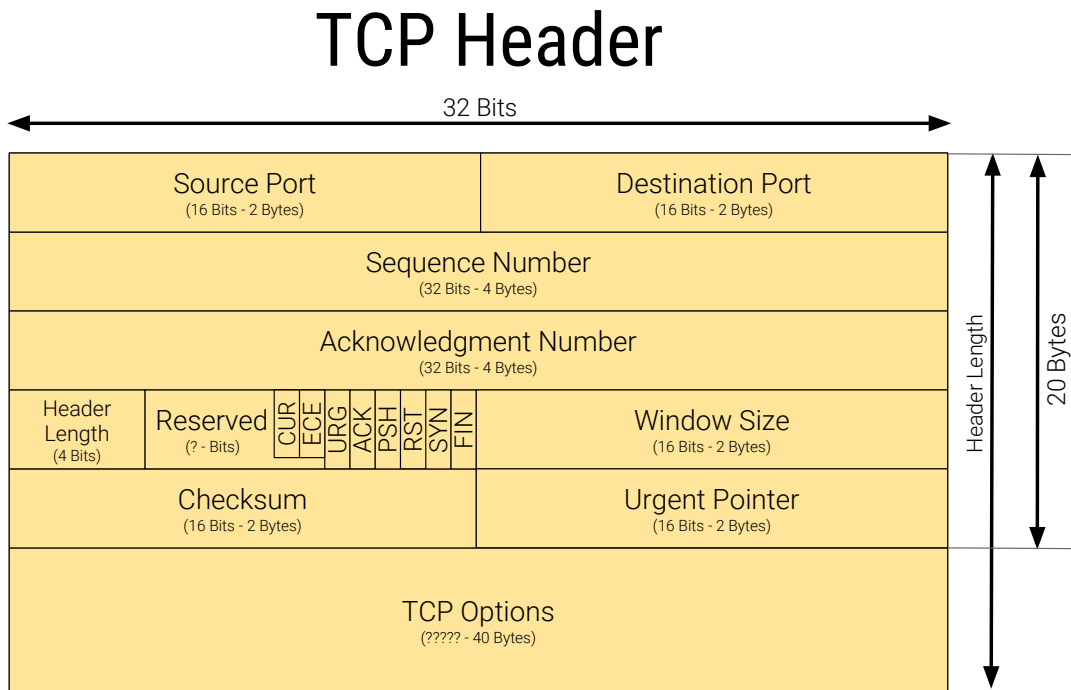 TCP Header
32 Bits
Source Port
(16 Bits - 2 Bytes)
Destination Port
(16 Bits - 2 Bytes)
Sequence Number
(32 Bits - 4 Bytes)
Acknowledgment Number
(32 Bits - 4 Bytes)
Header
Length
(4 Bits)
Reserved
(? - Bits)
CUR
ECE
URG
ACK
PSH
RST
SYN
FIN
Window Size
(16 Bits - 2 Bytes)
Checksum
(16 Bits - 2 Bytes)
Urgent Pointer
(16 Bits - 2 Bytes)
TCP Options
(????? - 40 Bytes)
Header Length
20 Bytes